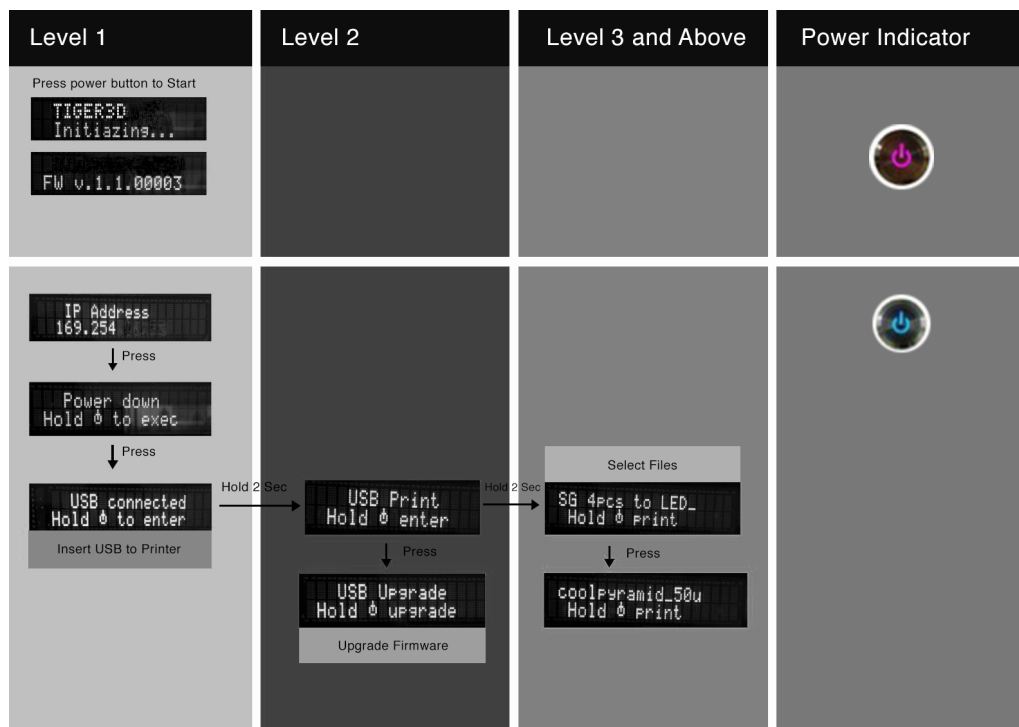 Level 1
Level 2
Level 3 and Above
Power Indicator
Press power button to Start
TIGER3D
Initiazing...
FW v.1.1.00003
IP Address
169.254
Press
Power down
Hold to exec
Press
USB connected
Hold to enter
Insert USB to Printer
Hold 2 Sec
USB Print
Hold enter
Press
USB Upgrade
Hold upgrade
Upgrade Firmware
Hold 2 Sec
Select Files
SG 4pcs to LED_
Hold print
Press
coolpyramid_50u
Hold print